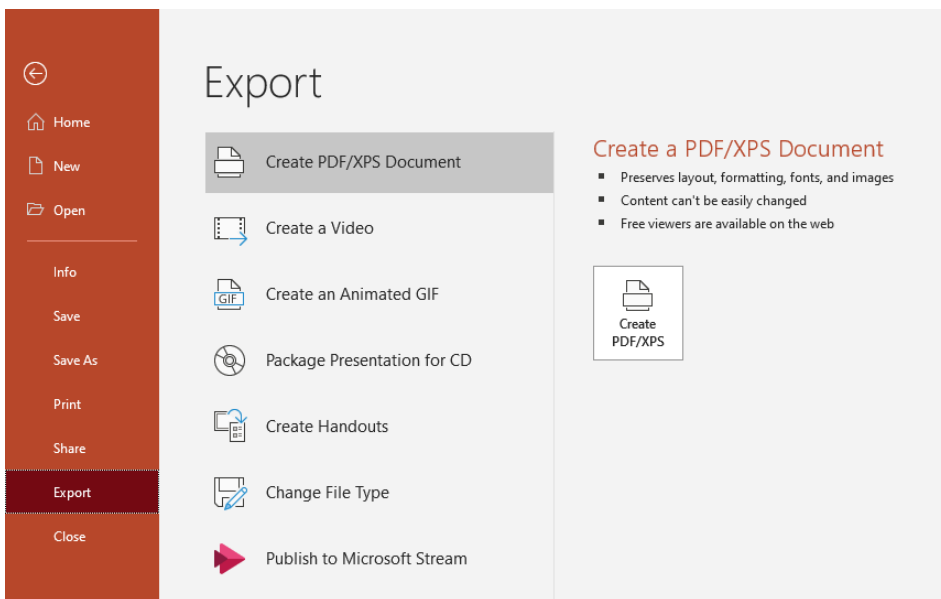 Home
New
Open
Info
Save
Save As
Print
Share
Export
Close
Export
Create PDF/XPS Document
Create a Video
GIF
Create an Animated GIF
Package Presentation for CD
Create Handouts
Change File Type
Publish to Microsoft Stream
Create a PDF/XPS Document
Preserves layout, formatting, fonts, and images
Content can't be easily changed
Free viewers are available on the web
Create
PDF/XPS